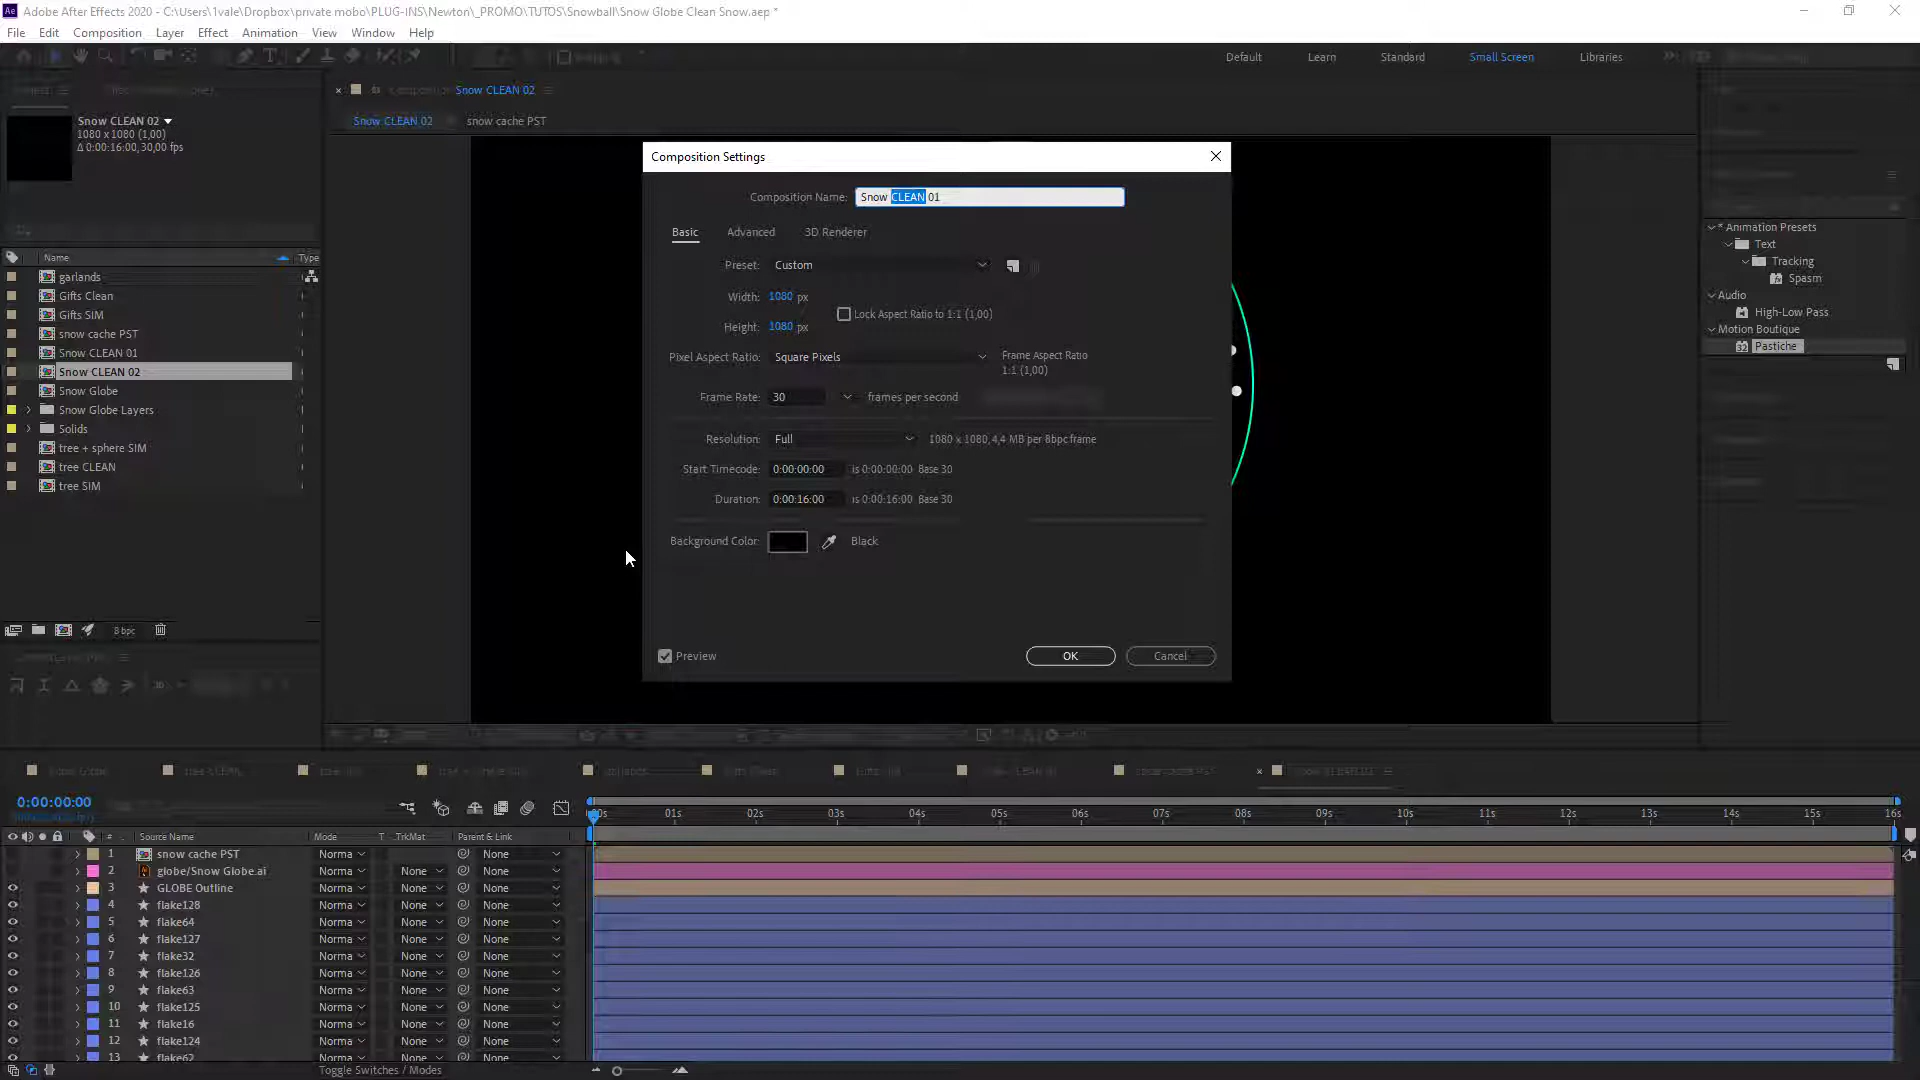 Adobe After Effects 2020 - C:\Users\1vale\Dropbox\private mobo\PLUG-INS\Newton\_PROMO\TUTOS\Snowball\Snow Globe Clean Snow.aep *
File Edit Composition Layer Effect Animation View Window Help
Default Learn Standard Small Screen Libraries
Snow CLEAN 02
Snow CLEAN 02 snow cache PST
Snow CLEAN 02
1080 x 1080 (1,00)
Δ 0:00:16:00, 30,00 fps
Name Type
garlands
Gifts Clean
Gifts SIM
snow cache PST
Snow CLEAN 01
Snow CLEAN 02
Snow Globe
Snow Globe Layers
Solids
tree + sphere SIM
tree CLEAN
tree SIM
8 bpc
Composition Settings
Composition Name: Snow CLEAN 01
Basic Advanced 3D Renderer
Preset: Custom
Width: 1080 px
Lock Aspect Ratio to 1:1 (1,00)
Height: 1080 px
Pixel Aspect Ratio: Square Pixels
Frame Aspect Ratio
1:1 (1,00)
Frame Rate: 30 frames per second
Resolution: Full 1080 x 1080, 4,4 MB per 8bpc frame
Start Timecode: 0:00:00:00 is 0:00:00:00 Base 30
Duration: 0:00:16:00 is 0:00:16:00 Base 30
Background Color: Black
Preview OK Cancel
* Animation Presets
Text
Tracking
Spasm
Audio
High-Low Pass
Motion Boutique
32 Pastiche
0:00:00:00
01s 02s 03s 04s 05s 06s 07s 08s 09s 10s 11s 12s 13s 14s 15s 16s
# Source Name Mode T TrkMat Parent & Link
1 snow cache PST Norma None
2 globe/Snow Globe.ai Norma None None
3 GLOBE Outline Norma None None
4 flake128 Norma None None
5 flake64 Norma None None
6 flake127 Norma None None
7 flake32 Norma None None
8 flake126 Norma None None
9 flake63 Norma None None
10 flake125 Norma None None
11 flake16 Norma None None
12 flake124 Norma None None
13 flake62 Norma None None
Toggle Switches / Modes